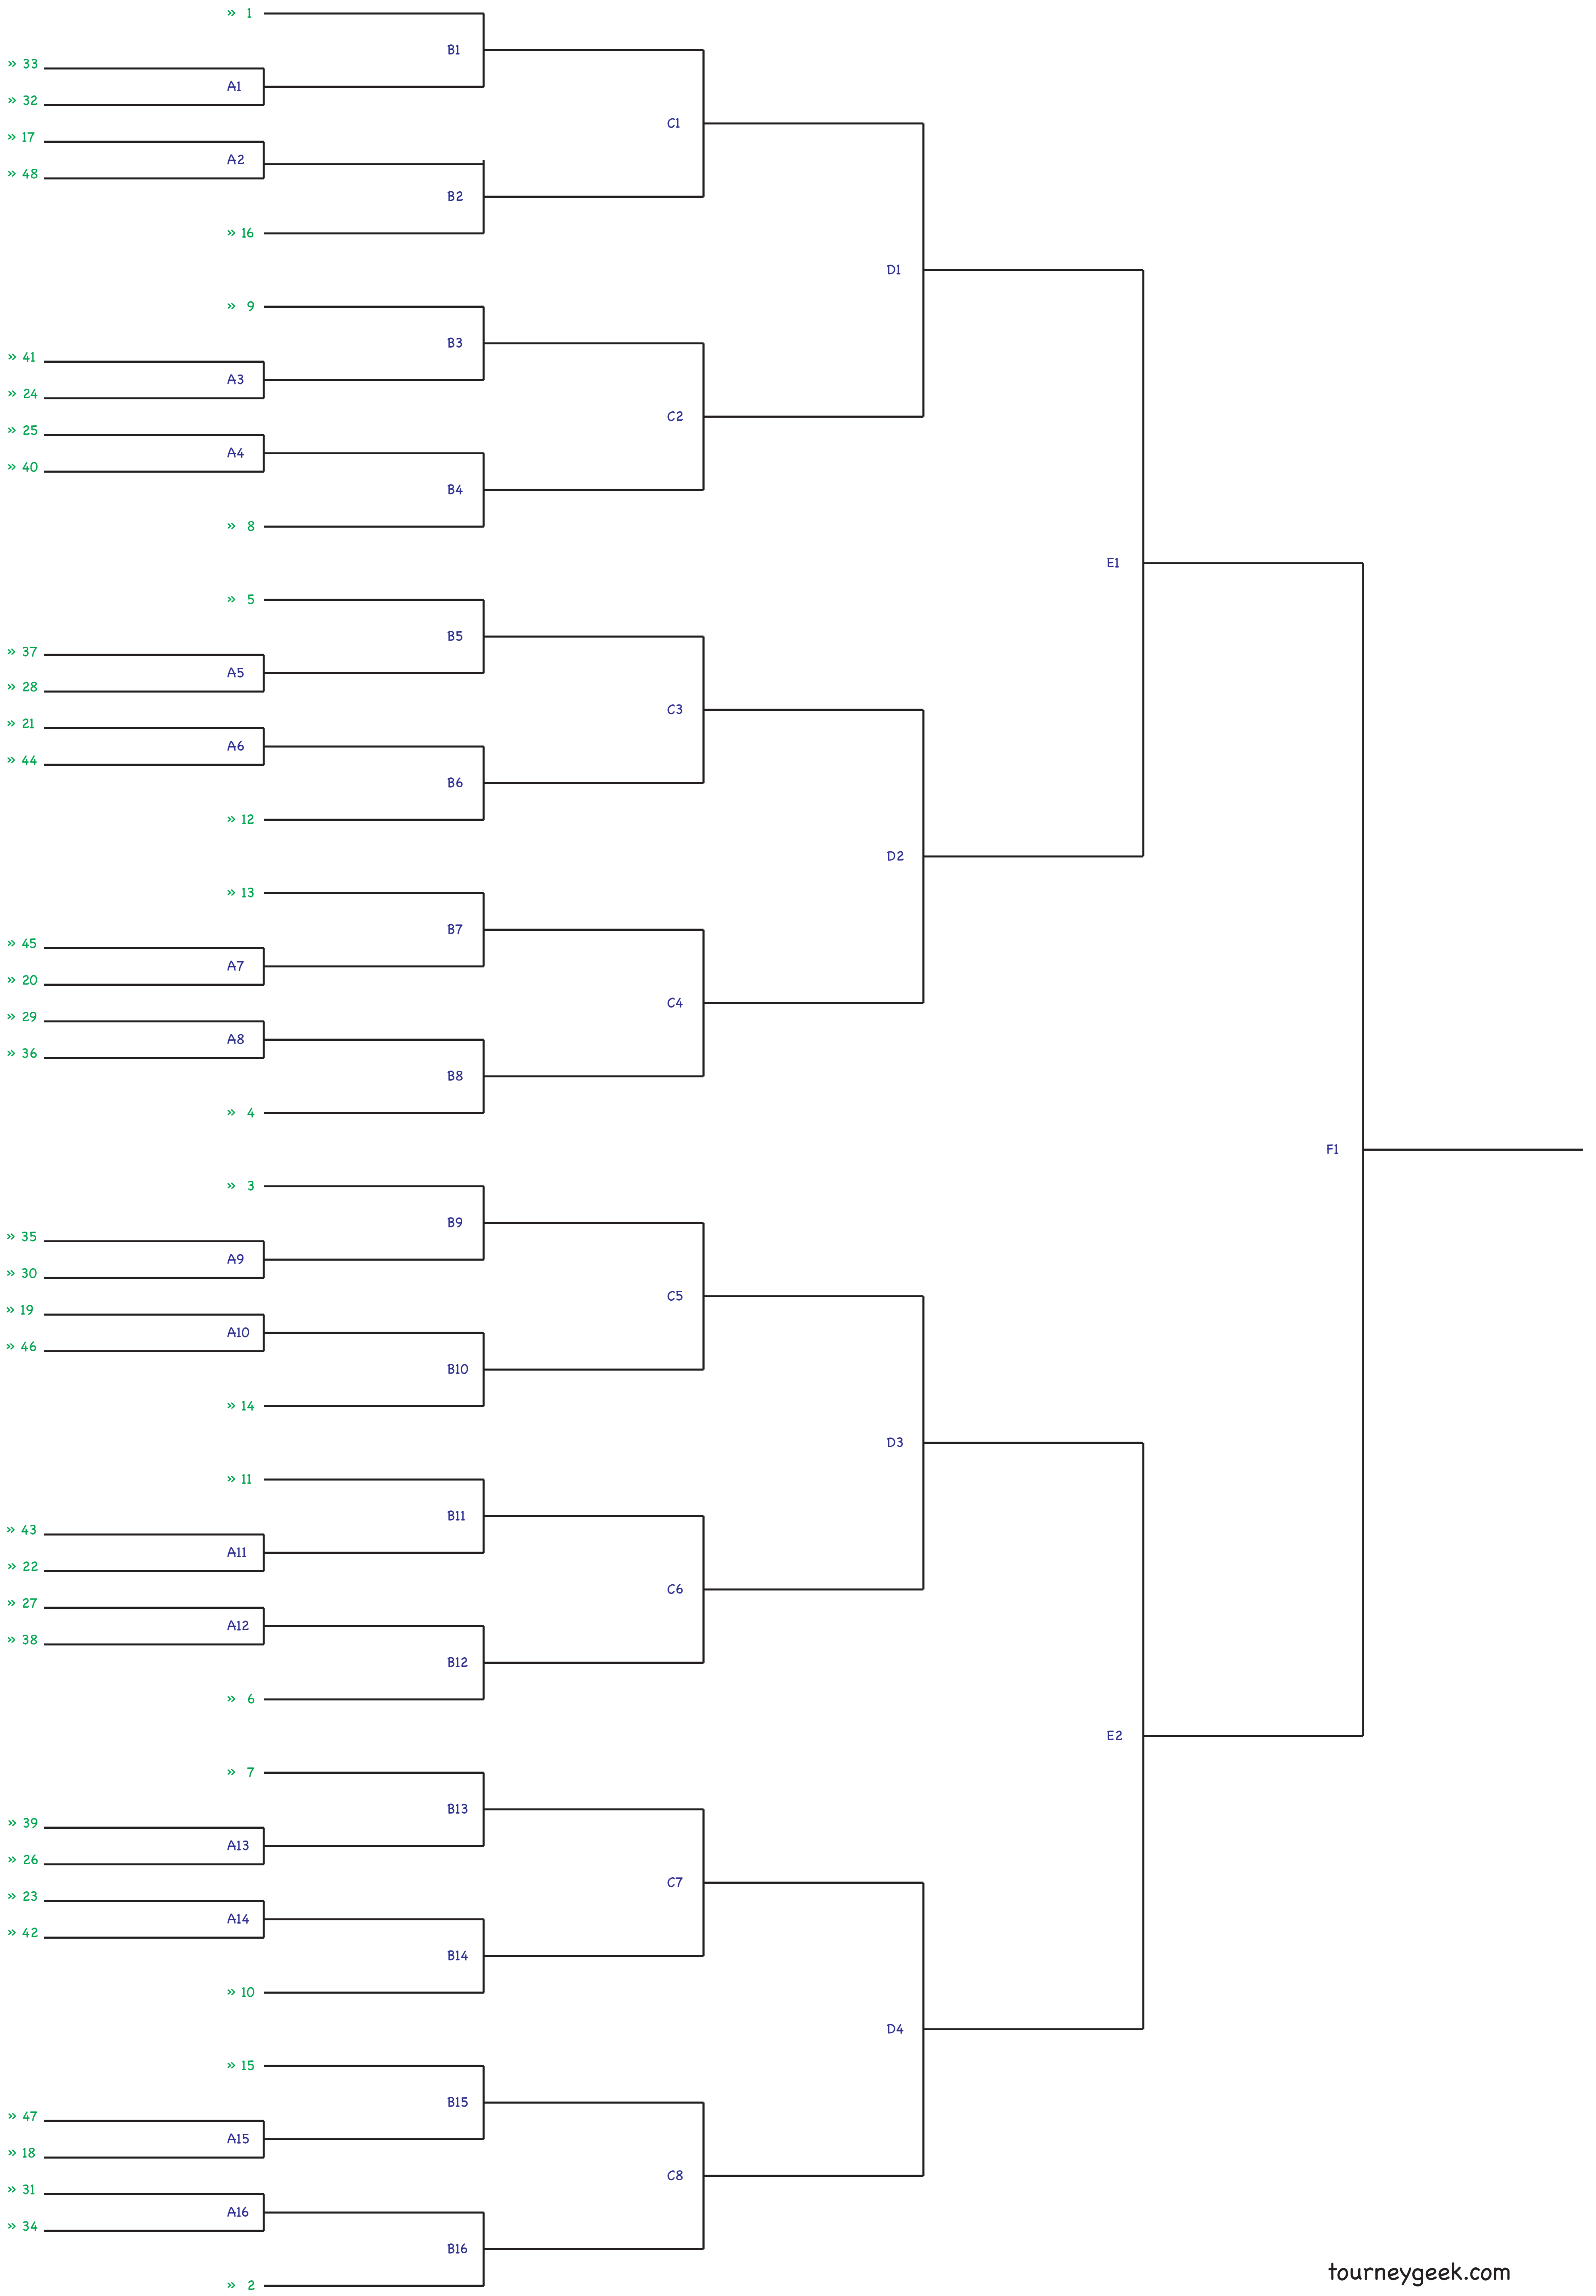 » 1
B1
» 33
A1
» 32
C1
» 17
A2
» 48
B2
» 16
D1
» 9
B3
» 41
A3
» 24
C2
» 25
A4
» 40
B4
» 8
E1
» 5
B5
» 37
A5
» 28
C3
» 21
A6
» 44
B6
» 12
D2
» 13
B7
» 45
A7
» 20
C4
» 29
A8
» 36
B8
» 4
F1
» 3
B9
» 35
A9
» 30
C5
» 19
A10
» 46
B10
» 14
D3
» 11
B11
» 43
A11
» 22
C6
» 27
A12
» 38
B12
» 6
E2
» 7
B13
» 39
A13
» 26
C7
» 23
A14
» 42
B14
» 10
D4
» 15
B15
» 47
A15
» 18
C8
» 31
A16
» 34
B16
» 2
tourneygeek.com